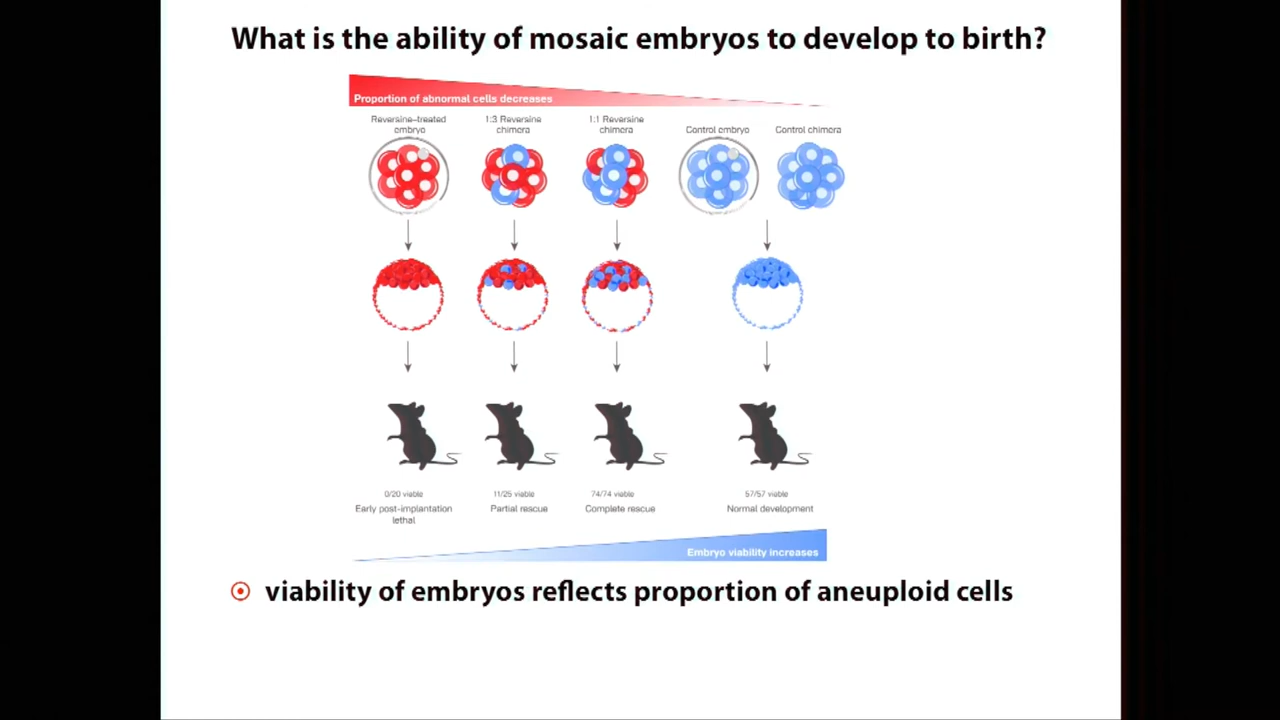 What is the ability of mosaic embryos to develop to birth?
Proportion of abnormal cells decreases
Reversine-treated
embryo
1:3 Reversine
chimera
1:1 Reversine
chimera
Control embryo
Control chimera
0/20 viable
11/25 viable
74/74 viable
57/57 viable
Early post-implantation
lethal
Partial rescue
Complete rescue
Normal development
Embryo viability increases
viability of embryos reflects proportion of aneuploid cells